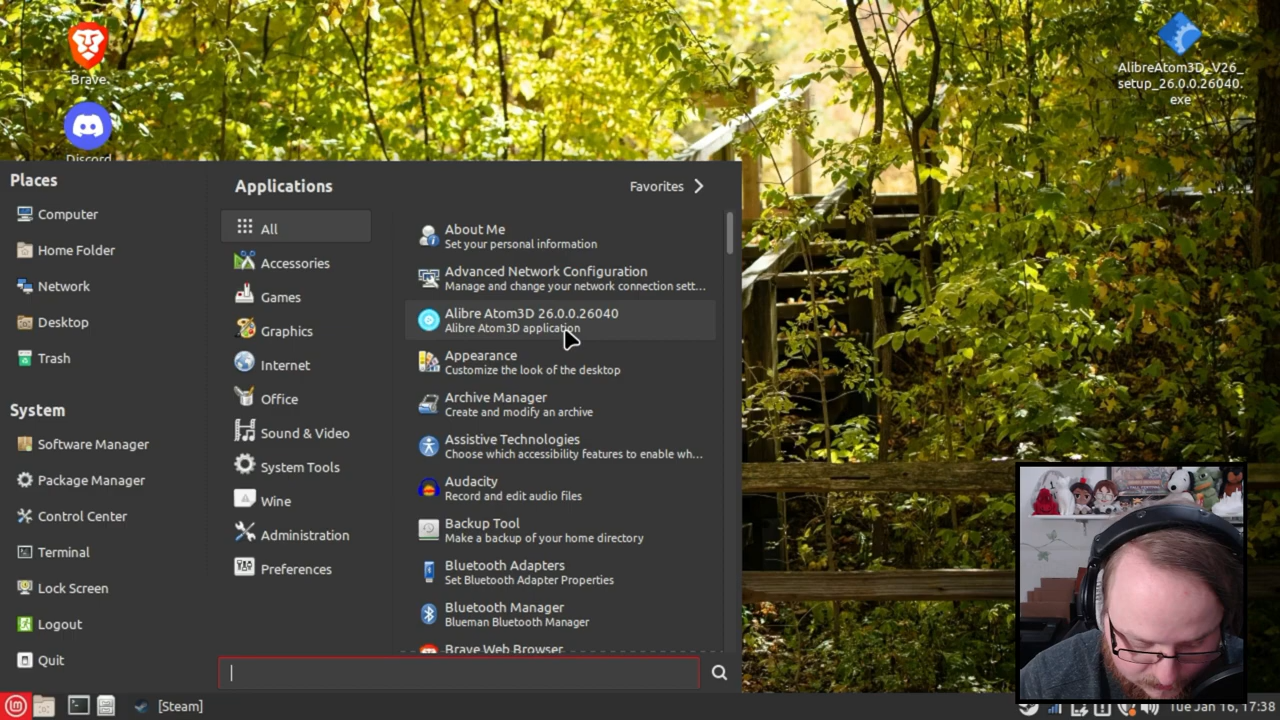 Brave
Discord
AlibreAtom3D_V26_
setup_26.0.0.26040.
exe
Places
Computer
Home Folder
Network
Desktop
Trash
System
Software Manager
Package Manager
Control Center
Terminal
Lock Screen
Logout
Quit
Applications
Favorites
All
Accessories
Games
Graphics
Internet
Office
Sound & Video
System Tools
Wine
Administration
Preferences
About Me
Set your personal information
Advanced Network Configuration
Manage and change your network connection sett...
Alibre Atom3D 26.0.0.26040
Alibre Atom3D application
Appearance
Customize the look of the desktop
Archive Manager
Create and modify an archive
Assistive Technologies
Choose which accessibility features to enable wh...
Audacity
Record and edit audio files
Backup Tool
Make a backup of your home directory
Bluetooth Adapters
Set Bluetooth Adapter Properties
Bluetooth Manager
Blueman Bluetooth Manager
Brave Web Browser
[Steam]
Tue Jan 16, 17:38